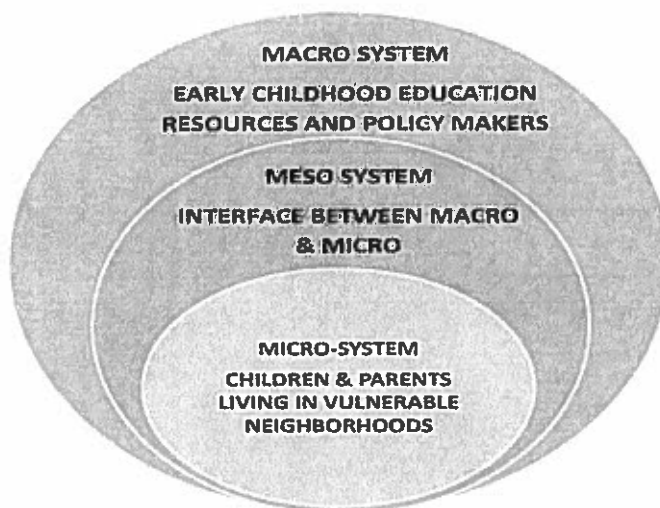 MACRO SYSTEM
EARLY CHILDHOOD EDUCATION
RESOURCES AND POLICY MAKERS
MESO SYSTEM
INTERFACE BETWEEN MACRO
& MICRO
MICRO-SYSTEM
CHILDREN & PARENTS
LIVING IN VULNERABLE
NEIGHBORHOODS